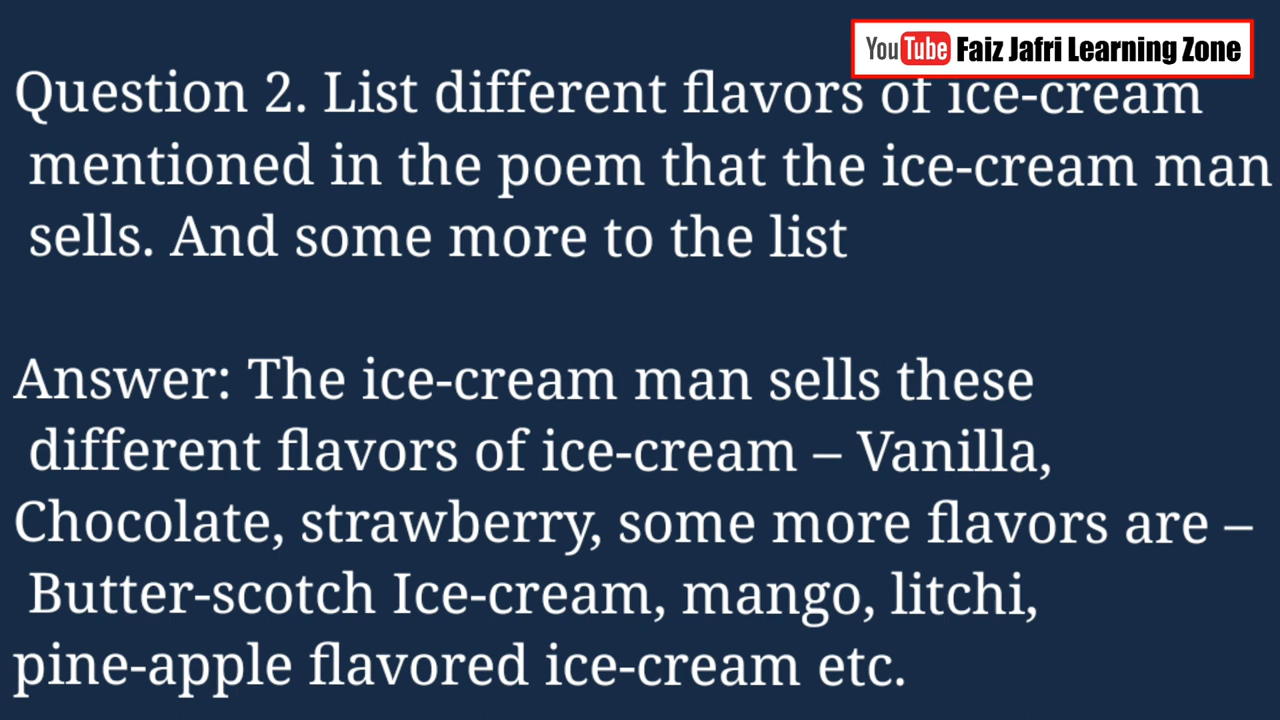 YouTube Faiz Jafri Learning Zone
Question 2. List different flavors of ice-cream
mentioned in the poem that the ice-cream man
sells. And some more to the list
Answer: The ice-cream man sells these
different flavors of ice-cream – Vanilla,
Chocolate, strawberry, some more flavors are –
Butter-scotch Ice-cream, mango, litchi,
pine-apple flavored ice-cream etc.